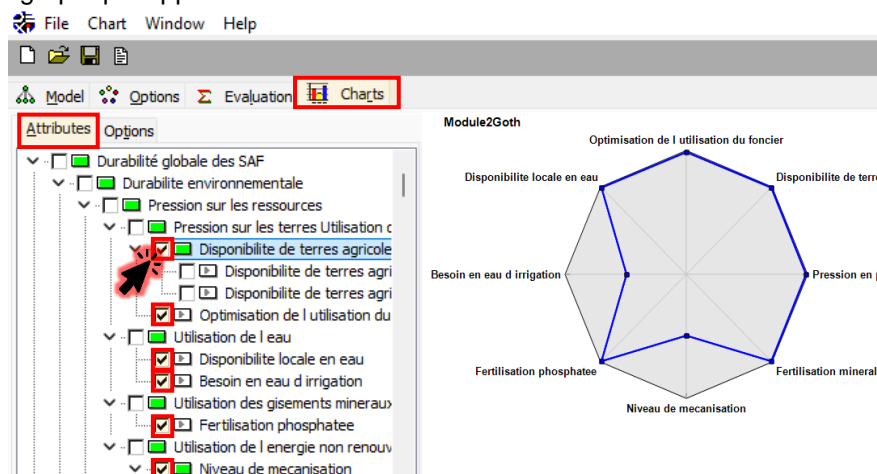 File Chart Window Help
Model Options Evaluation Charts
Attributes Options
Durabilité globale des SAF
Durabilite environnementale
Pression sur les ressources
Pression sur les terres Utilisation
Disponibilite de terres agricole
Disponibilite de terres agri
Disponibilite de terres agri
Optimisation de l utilisation du
Utilisation de l eau
Disponibilite locale en eau
Besoin en eau d irrigation
Utilisation des gisements mineraux
Fertilisation phosphatee
Utilisation de l energie non renouv
Niveau de mecanisation
Module2Goth
Optimisation de l utilisation du foncier
Disponibilite locale en eau
Disponibilite de terre
Besoin en eau d irrigation
Pression en p
Fertilisation phosphatee
Fertilisation mineral
Niveau de mecanisation